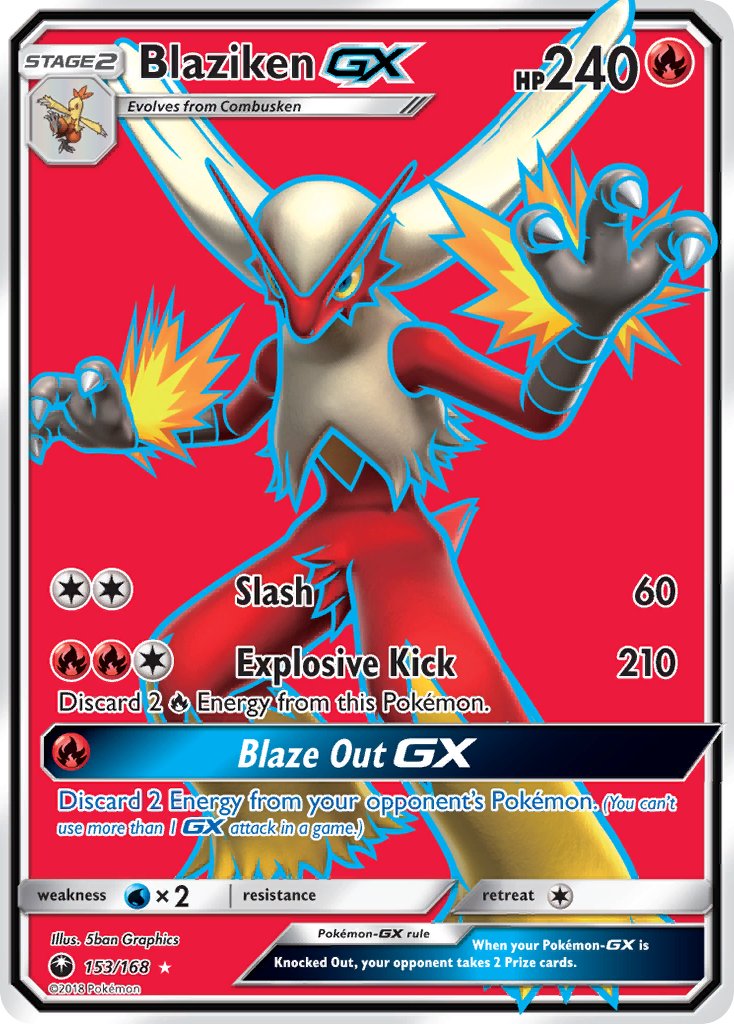 STAGE2 Blaziken GX HP240
Evolves from Combusken
Slash 60
Explosive Kick 210
Discard 2 Energy from this Pokémon.
Blaze Out GX
Discard 2 Energy from your opponent's Pokémon. (You can't
use more than 1 GX attack in a game.)
weakness ×2 resistance retreat
Illus. 5ban Graphics
153/168 ★
©2018 Pokémon
Pokémon-GX rule
When your Pokémon-GX is
Knocked Out, your opponent takes 2 Prize cards.